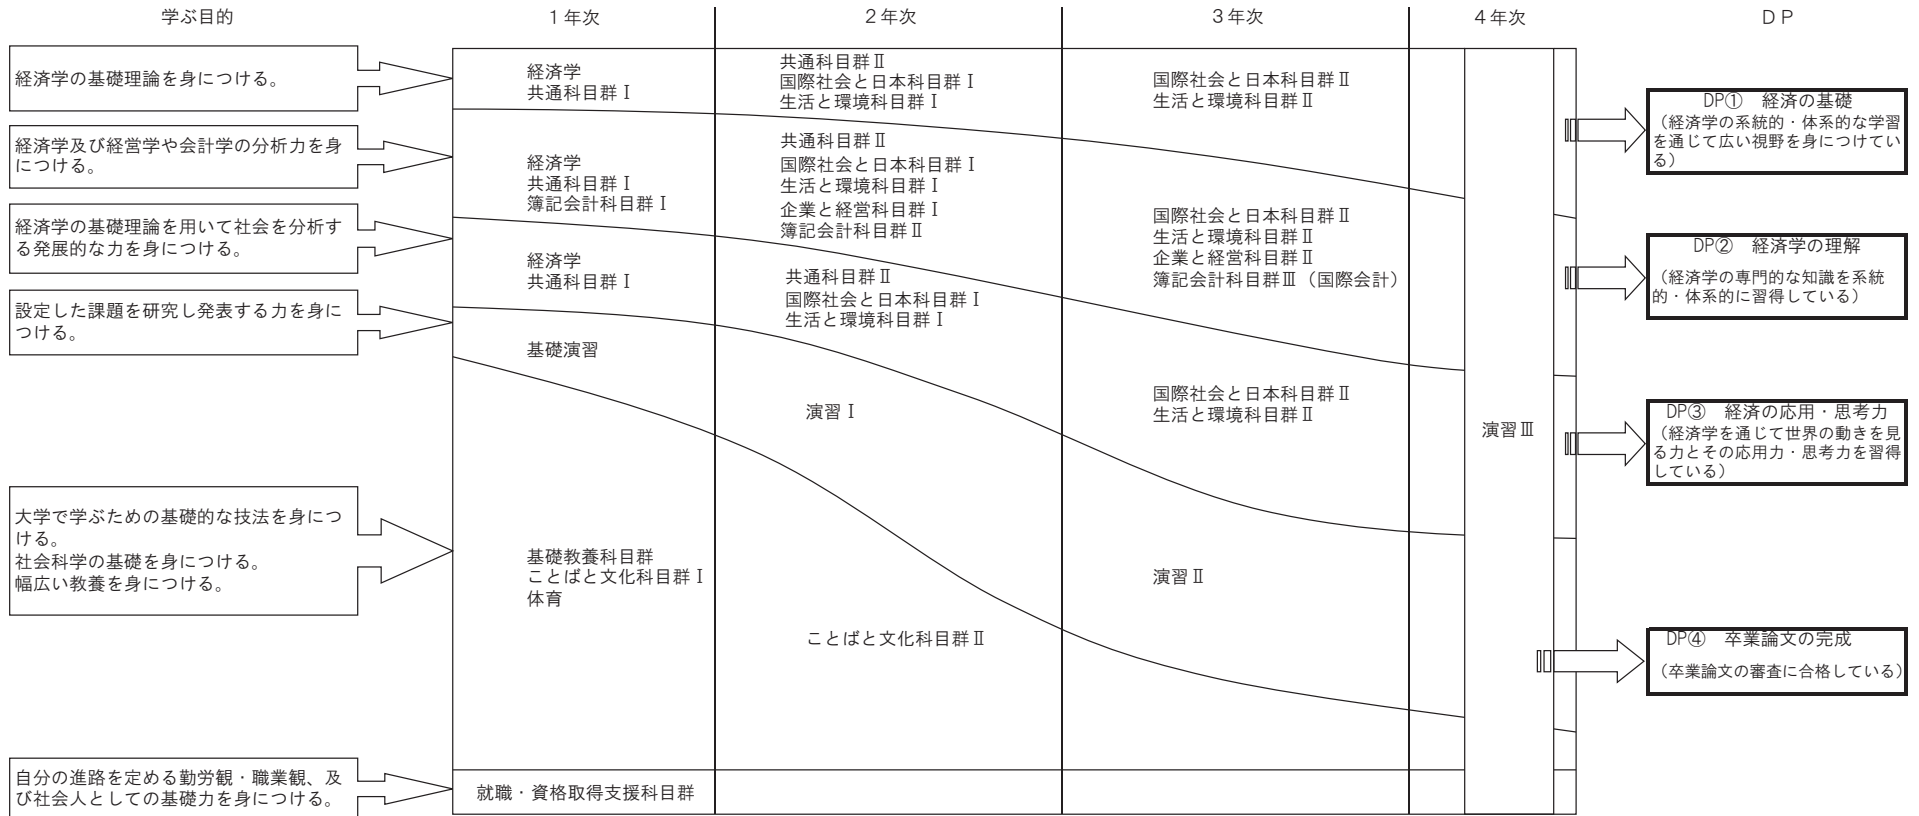 学ぶ目的
1年次
2年次
3年次
4年次
DP
経済学の基礎理論を身につける。
経済学及び経営学や会計学の分析力を身
につける。
経済学の基礎理論を用いて社会を分析す
る発展的な力を身につける。
設定した課題を研究し発表する力を身に
つける。
大学で学ぶための基礎的な技法を身につ
ける。
社会科学の基礎を身につける。
幅広い教養を身につける。
自分の進路を定める勤労観・職業観、及
び社会人としての基礎力を身につける。
経済学
共通科目群Ⅰ
経済学
共通科目群Ⅰ
簿記会計科目群Ⅰ
経済学
共通科目群Ⅰ
基礎演習
基礎教養科目群
ことばと文化科目群Ⅰ
体育
就職・資格取得支援科目群
共通科目群Ⅱ
国際社会と日本科目群Ⅰ
生活と環境科目群Ⅰ
共通科目群Ⅱ
国際社会と日本科目群Ⅰ
生活と環境科目群Ⅰ
企業と経営科目群Ⅰ
簿記会計科目群Ⅱ
共通科目群Ⅱ
国際社会と日本科目群Ⅰ
生活と環境科目群Ⅰ
演習Ⅰ
ことばと文化科目群Ⅱ
国際社会と日本科目群Ⅱ
生活と環境科目群Ⅱ
国際社会と日本科目群Ⅱ
生活と環境科目群Ⅱ
企業と経営科目群Ⅱ
簿記会計科目群Ⅲ（国際会計）
国際社会と日本科目群Ⅱ
生活と環境科目群Ⅱ
演習Ⅱ
演習Ⅲ
DP①　経済の基礎
（経済学の系統的・体系的な学習
を通じて広い視野を身につけてい
る）
DP②　経済学の理解
（経済学の専門的な知識を系統
的・体系的に習得している）
DP③　経済の応用・思考力
（経済学を通じて世界の動きを見
る力とその応用力・思考力を習得
している）
DP④　卒業論文の完成
（卒業論文の審査に合格している）